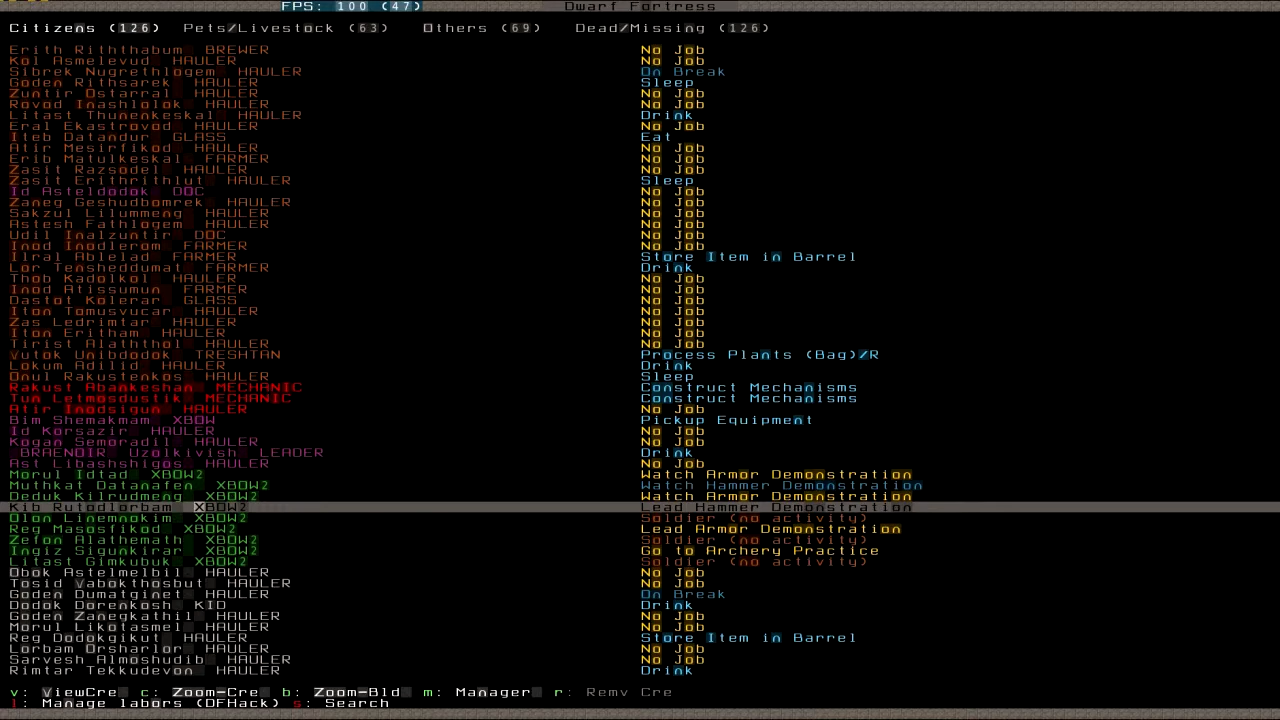 FPS: 100 (47) Dwarf Fortress
Citizens (126) Pets/Livestock (63) Others (69) Dead/Missing (126)
Erith Riththabum BREWER No Job
Kol Asmelevud HAULER No Job
Sibrek Nugrethlogem HAULER On Break
Goden Rithsarek HAULER Sleep
Zuntir Ostarral HAULER No Job
Rovod Inashlolok HAULER No Job
Litast Thunenkeskal HAULER Drink
Eral Ekastrovod HAULER No Job
Iteb Datandur GLASS Eat
Atir Mesirfikod HAULER No Job
Erib Matulkeskal FARMER No Job
Zasit Razsodel HAULER No Job
Zasit Erithrithlut HAULER Sleep
Id Asteldodok DOC No Job
Zaneg Geshudbomrek HAULER No Job
Sakzul Lilummeng HAULER No Job
Astesh Fathlogem HAULER No Job
Udil Inalzuntir DOC No Job
Inod Inodlerom FARMER No Job
Ilral Ablelad FARMER Store Item in Barrel
Lor Tensheddumat FARMER Drink
Thob Kadolkol HAULER No Job
Inod Atissumun FARMER No Job
Dastot Kolerar GLASS No Job
Iton Tomusvucar HAULER No Job
Zas Ledrimtar HAULER No Job
Iton Eritham HAULER No Job
Tirist Alaththol HAULER No Job
Vutok Unibdodok TRESHTAN Process Plants (Bag)/R
Lokum Adilid HAULER Drink
Onul Rakustenkos HAULER Sleep
Rakust Abankeshan MECHANIC Construct Mechanisms
Tun Letmosdustik MECHANIC Construct Mechanisms
Atir Inodsigun HAULER No Job
Bim Shemakmam XBOW Pickup Equipment
Id Korsazir HAULER No Job
Kogan Semoradil HAULER No Job
BRAENOIR Uzolkivish LEADER Drink
Ast Libashshigos HAULER No Job
Morul Idtad XBOW2 Watch Armor Demonstration
Muthkat Datanafen XBOW2 Watch Hammer Demonstration
Deduk Kilrudmeng XBOW2 Watch Armor Demonstration
Kib Rutodlorbam XBOW2 Lead Hammer Demonstration
Olon Linemnokim XBOW2 Soldier (no activity)
Reg Masosfikod XBOW2 Lead Armor Demonstration
Zefon Alathemath XBOW2 Soldier (no activity)
Ingiz Sigunkirar XBOW2 Go to Archery Practice
Litast Gimkubuk XBOW2 Soldier (no activity)
Obok Astelmelbil HAULER No Job
Tosid Vabokthosbut HAULER No Job
Goden Dumatginet HAULER On Break
Dodok Dorenkosh KID Drink
Goden Zanegkathil HAULER No Job
Morul Likotasmel HAULER No Job
Reg Dodokgikut HAULER Store Item in Barrel
Lorbam Orsharlor HAULER No Job
Sarvesh Almoshudib HAULER No Job
Rimtar Tekkudevon HAULER Drink
v: ViewCre c: Zoom-Cre b: Zoom-Bld m: Manager r: Remv Cre
l: Manage labors (DFHack) s: Search